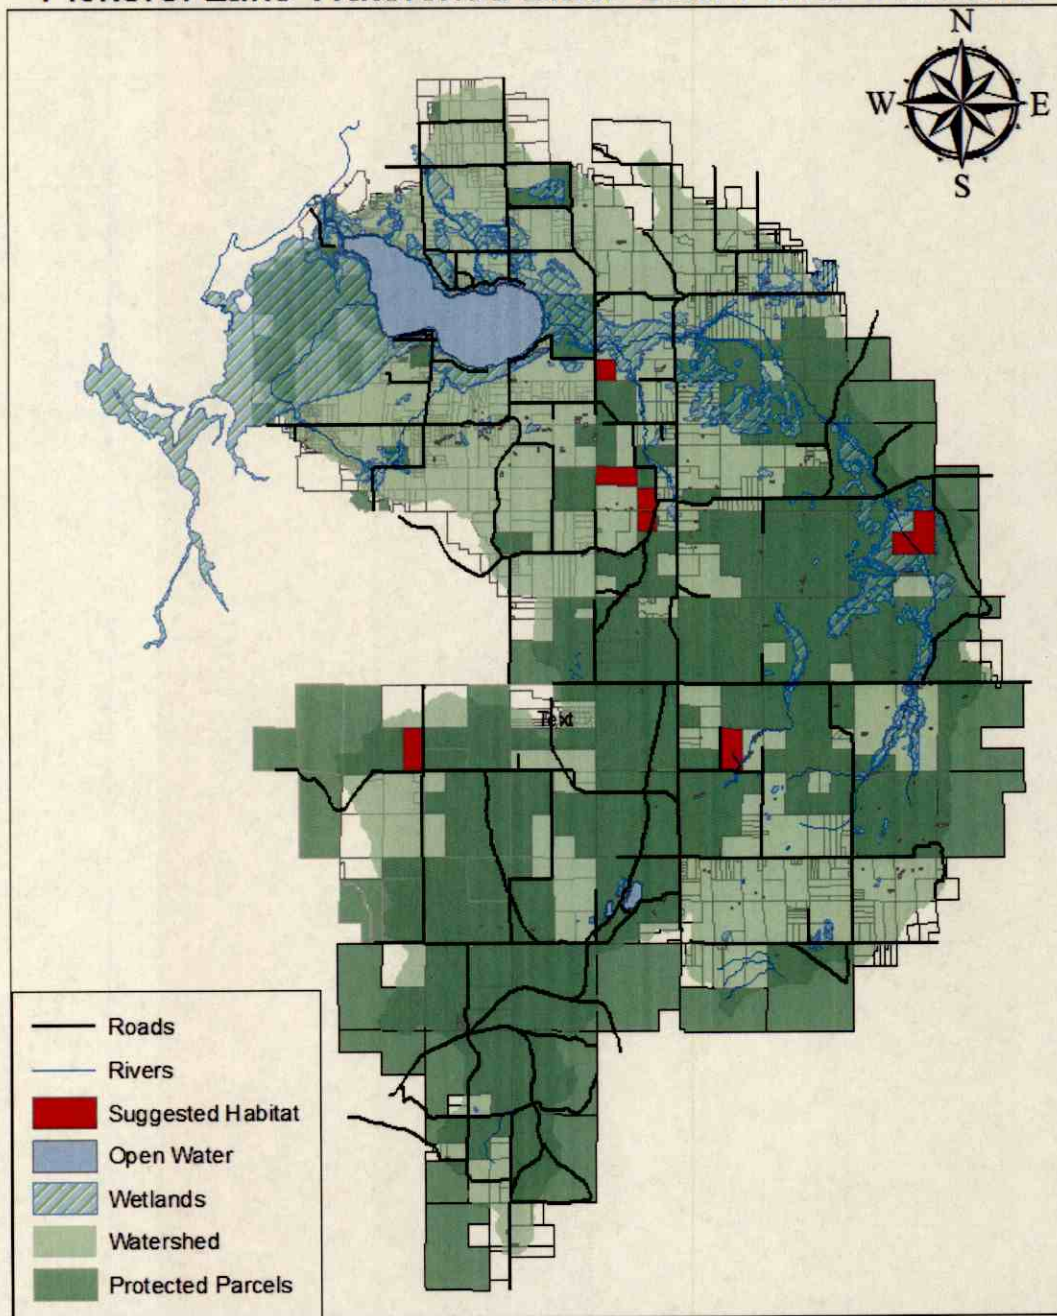 N
W
E
S
Text
Roads
Rivers
Suggested Habitat
Open Water
Wetlands
Watershed
Protected Parcels